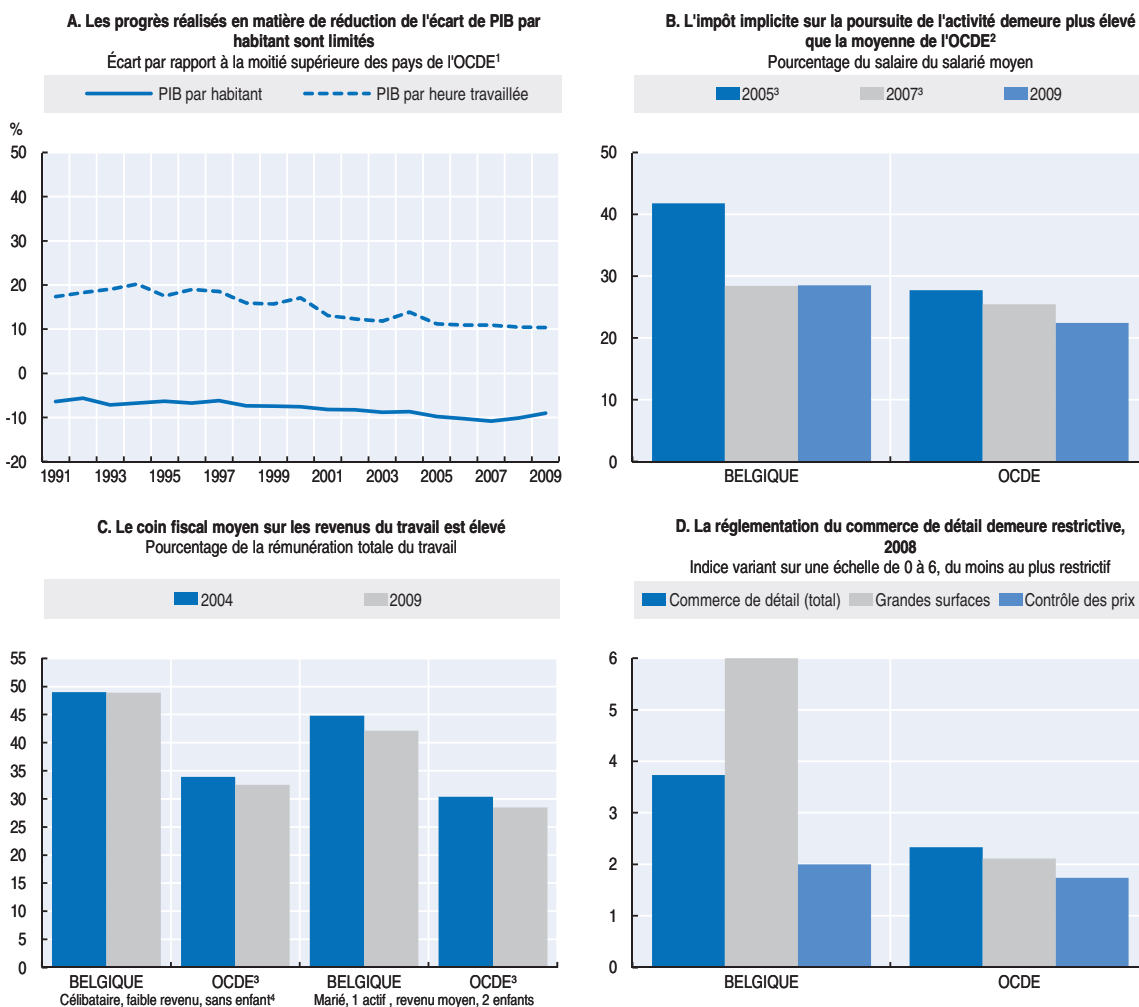 A. Les progrès réalisés en matière de réduction de l'écart de PIB par
habitant sont limités
Écart par rapport à la moitié supérieure des pays de l'OCDE¹
PIB par habitant
PIB par heure travaillée
%
50
40
30
20
10
0
-10
-20
1991
1993
1995
1997
1999
2001
2003
2005
2007
2009
B. L'impôt implicite sur la poursuite de l'activité demeure plus élevé
que la moyenne de l'OCDE²
Pourcentage du salaire du salarié moyen
2005³
2007³
2009
50
40
30
20
10
0
BELGIQUE
OCDE
C. Le coin fiscal moyen sur les revenus du travail est élevé
Pourcentage de la rémunération totale du travail
2004
2009
55
50
45
40
35
30
25
20
15
10
5
0
BELGIQUE
OCDE³
BELGIQUE
OCDE³
Célibataire, faible revenu, sans enfant⁴
Marié, 1 actif , revenu moyen, 2 enfants
D. La réglementation du commerce de détail demeure restrictive,
2008
Indice variant sur une échelle de 0 à 6, du moins au plus restrictif
Commerce de détail (total)
Grandes surfaces
Contrôle des prix
6
5
4
3
2
1
0
BELGIQUE
OCDE